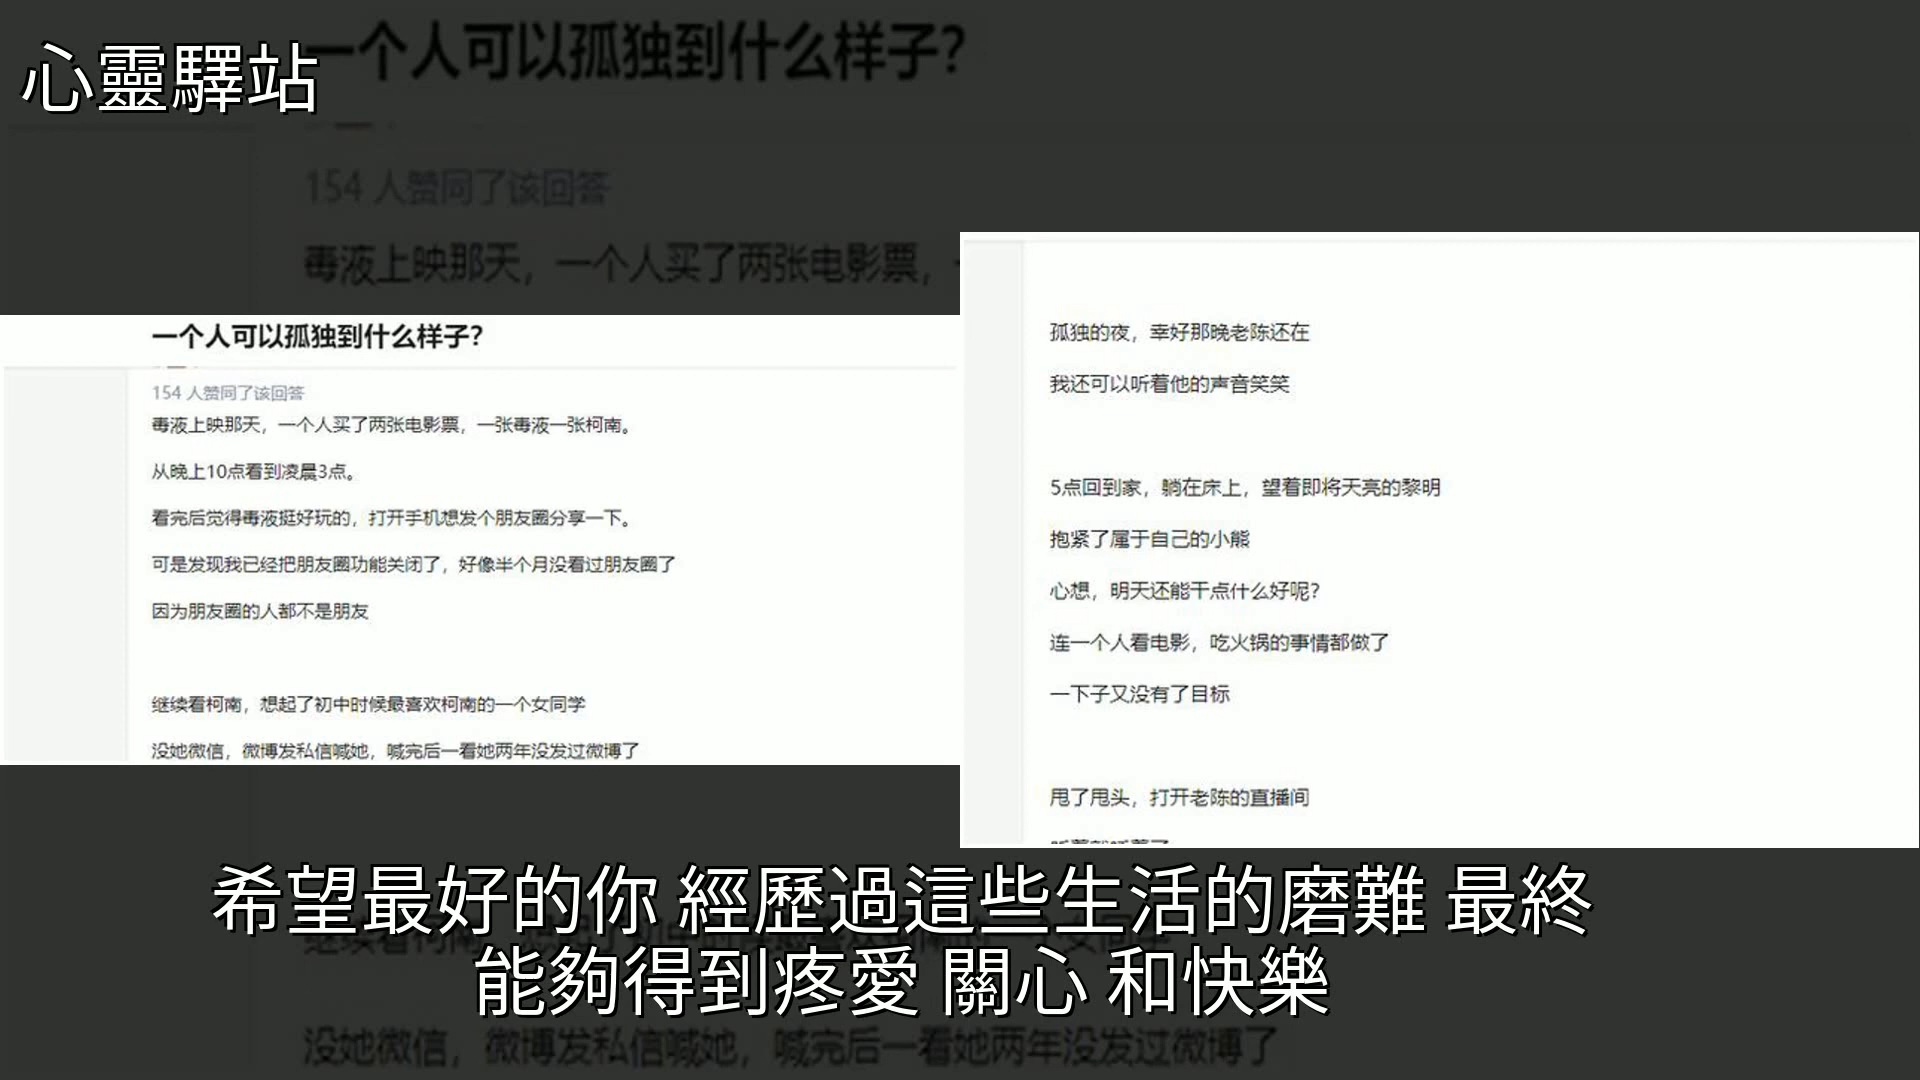 心靈驛站
一个人可以孤独到什么样子？
154 人赞同了该回答
毒液上映那天，一个人买了两张电影票，
一个人可以孤独到什么样子？
154 人赞同了该回答
毒液上映那天，一个人买了两张电影票，一张毒液一张柯南。
从晚上10点看到凌晨3点。
看完后觉得毒液挺好玩的，打开手机想发个朋友圈分享一下。
可是发现我已经把朋友圈功能关闭了，好像半个月没看过朋友圈了
因为朋友圈的人都不是朋友
继续看柯南，想起了初中时候最喜欢柯南的一个女同学
没她微信，微博发私信喊她，喊完后一看她两年没发过微博了
孤独的夜，幸好那晚老陈还在
我还可以听着他的声音笑笑
5点回到家，躺在床上，望着即将天亮的黎明
抱紧了属于自己的小熊
心想，明天还能干点什么好呢？
连一个人看电影，吃火锅的事情都做了
一下子又没有了目标
甩了甩头，打开老陈的直播间
希望最好的你 經歷過這些生活的磨難 最終
能夠得到疼愛 關心 和快樂
没她微信，微博发私信喊她，喊完后一看她两年没发过微博了